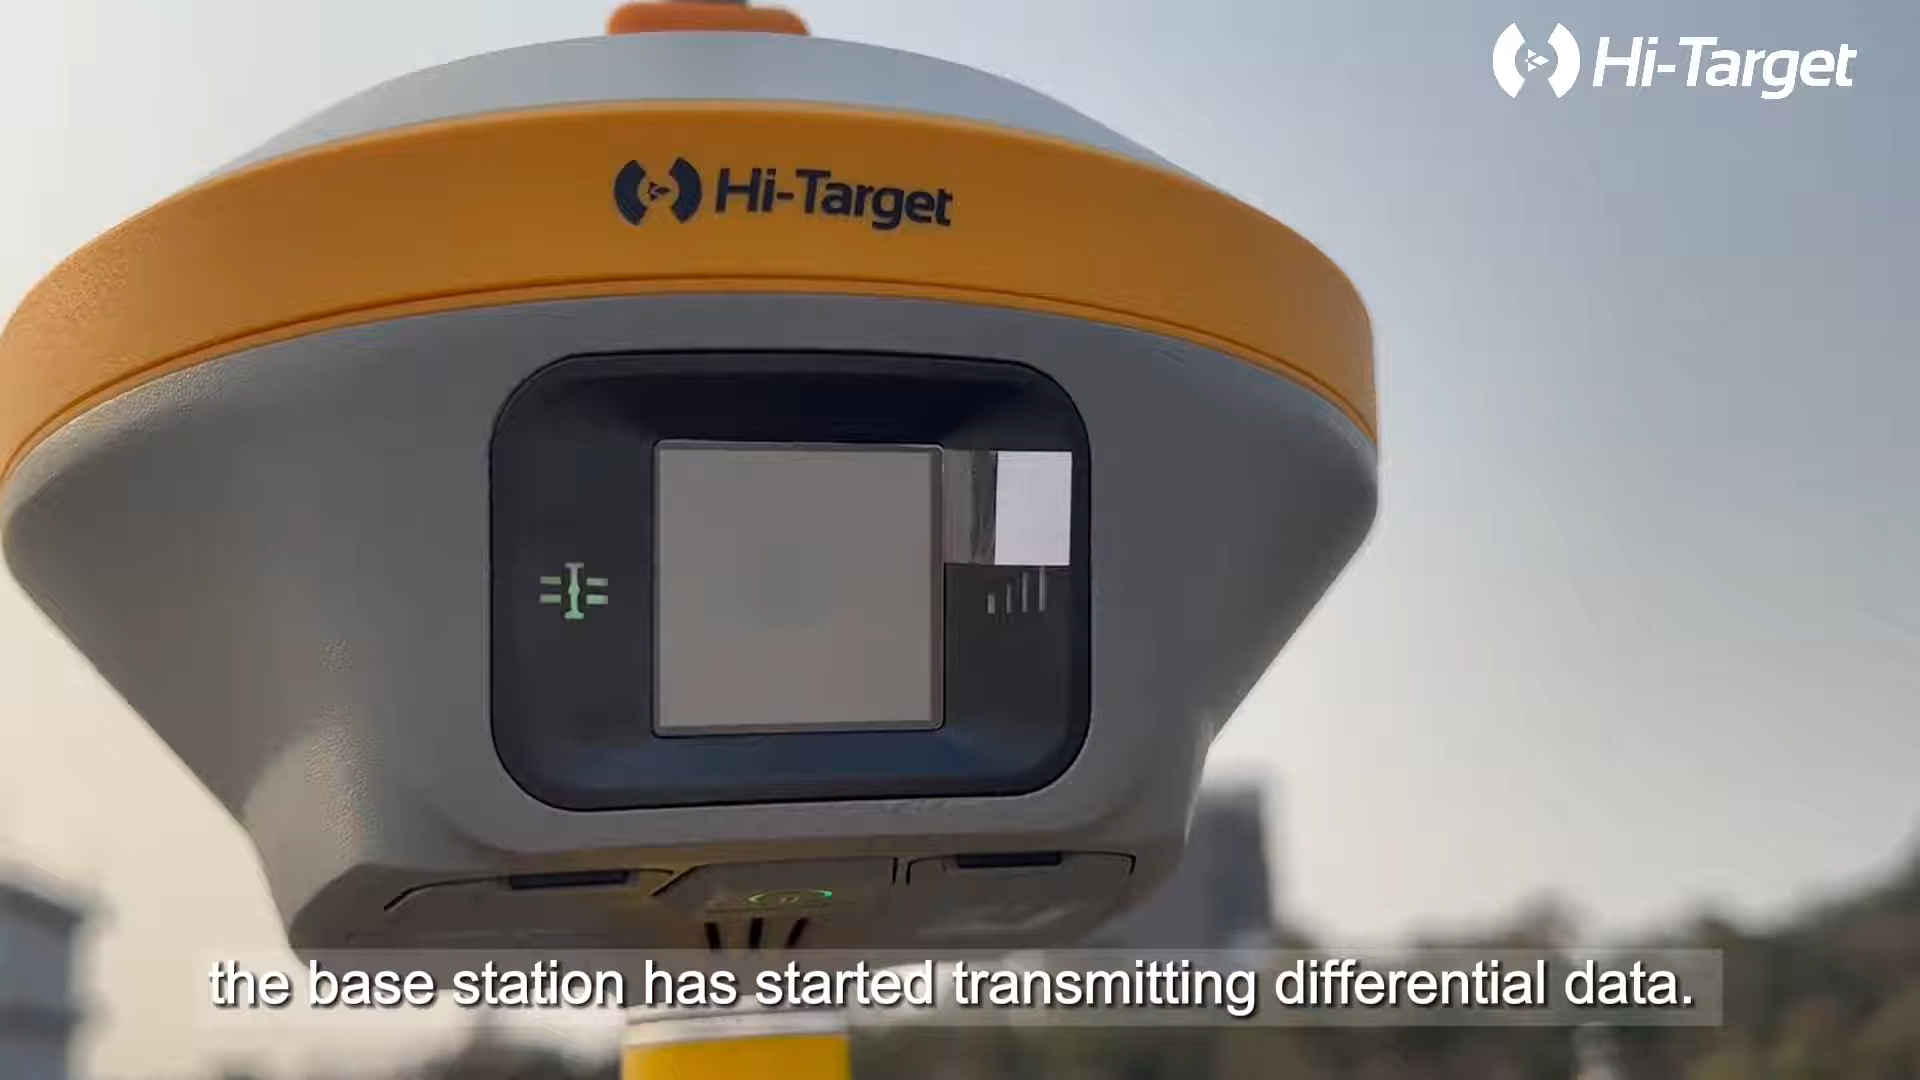 Hi-Target
Hi-Target
the base station has started transmitting differential data.